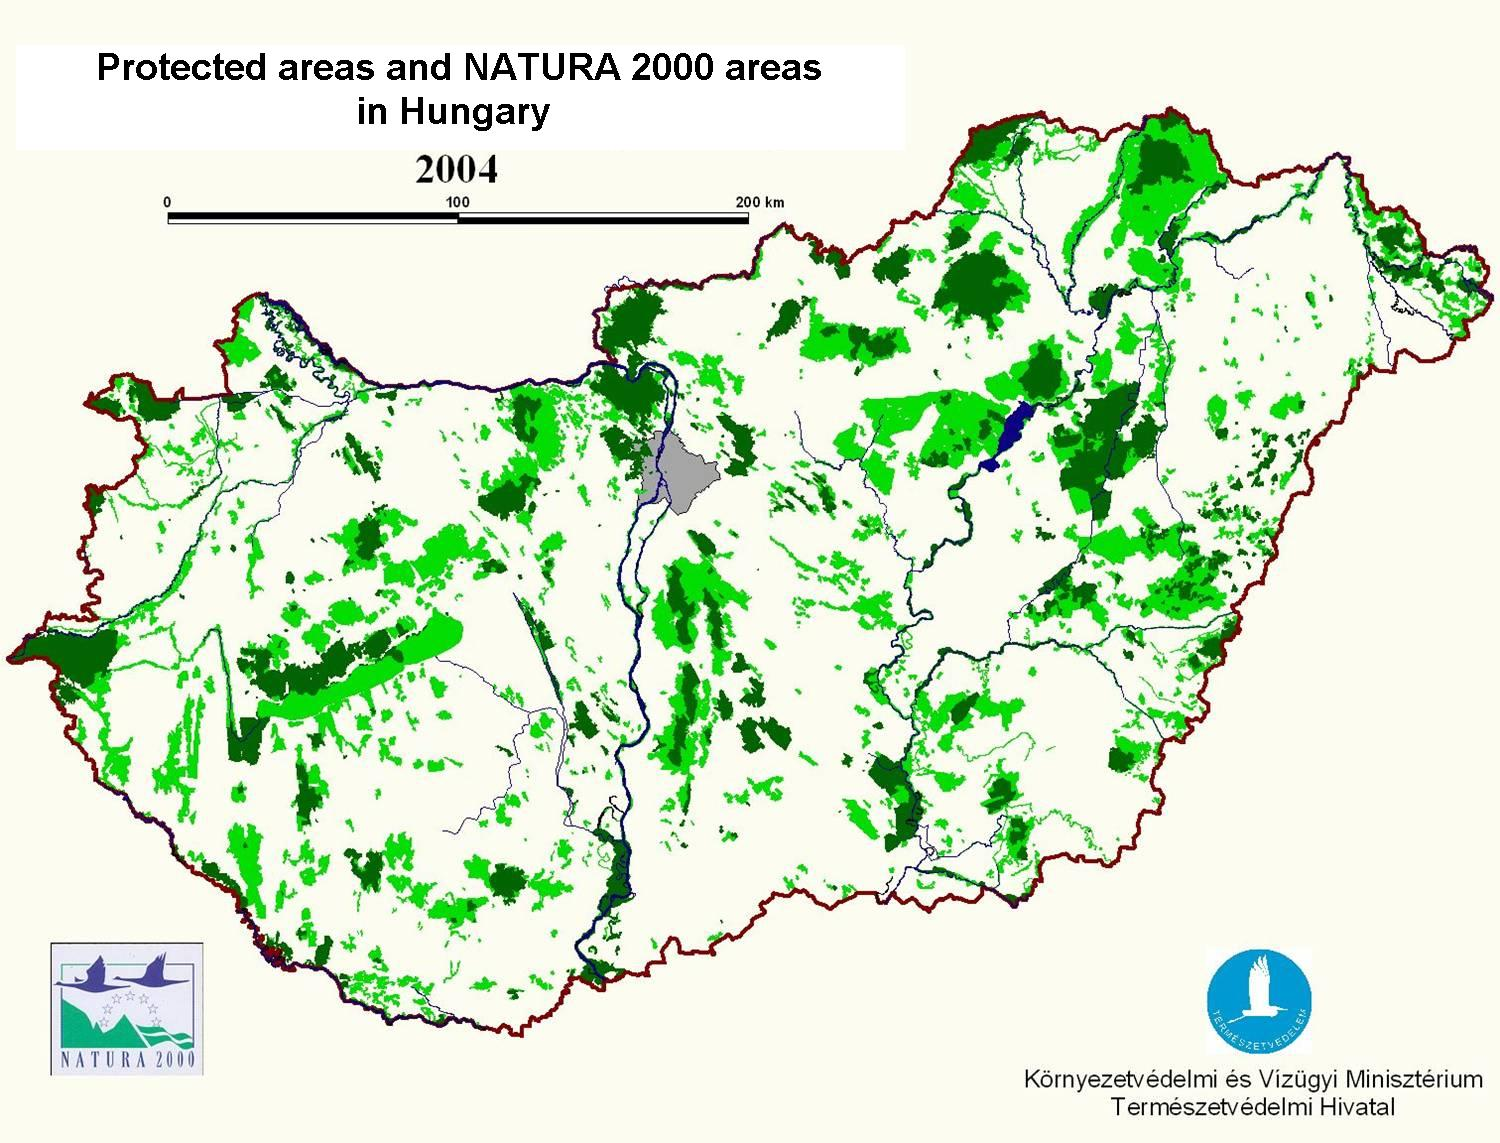 Protected areas and NATURA 2000 areas
in Hungary
2004
0 100 200 km
NATURA 2000
TERMÉSZETVÉDELEM
Környezetvédelmi és Vízügyi Minisztérium
Természetvédelmi Hivatal